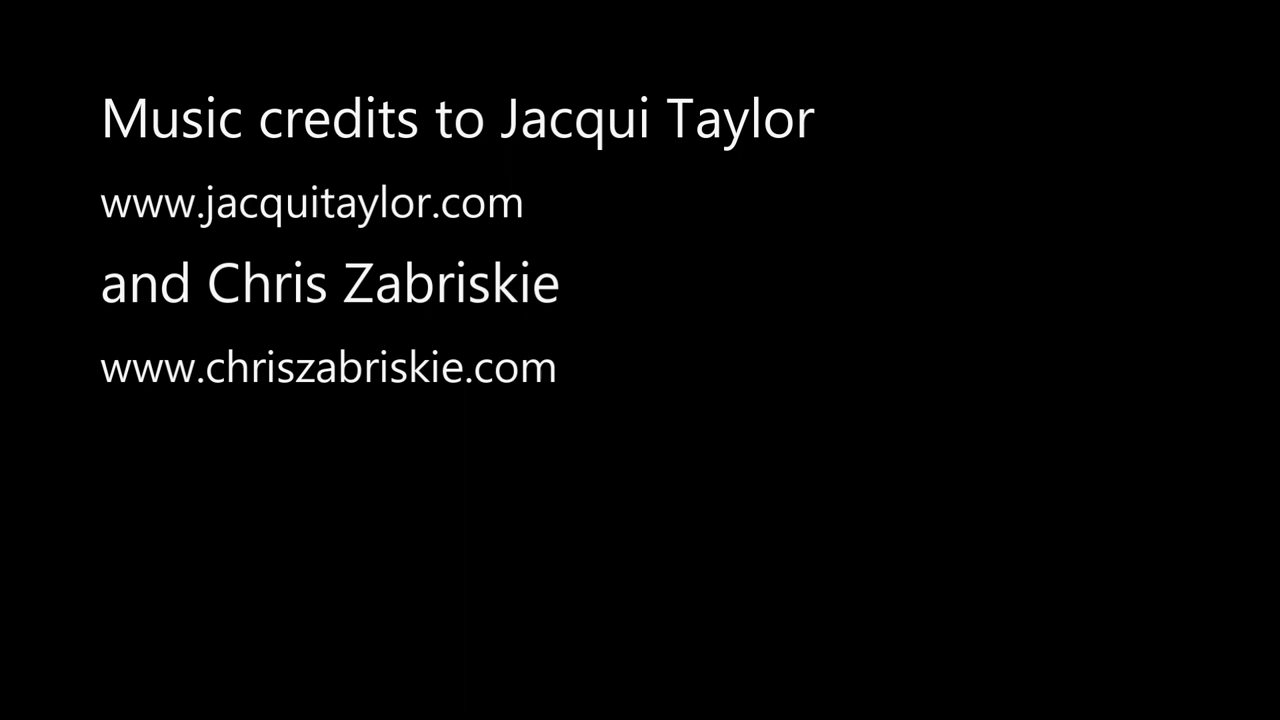 Music credits to Jacqui Taylor
www.jacquitaylor.com
and Chris Zabriskie
www.chriszabriskie.com